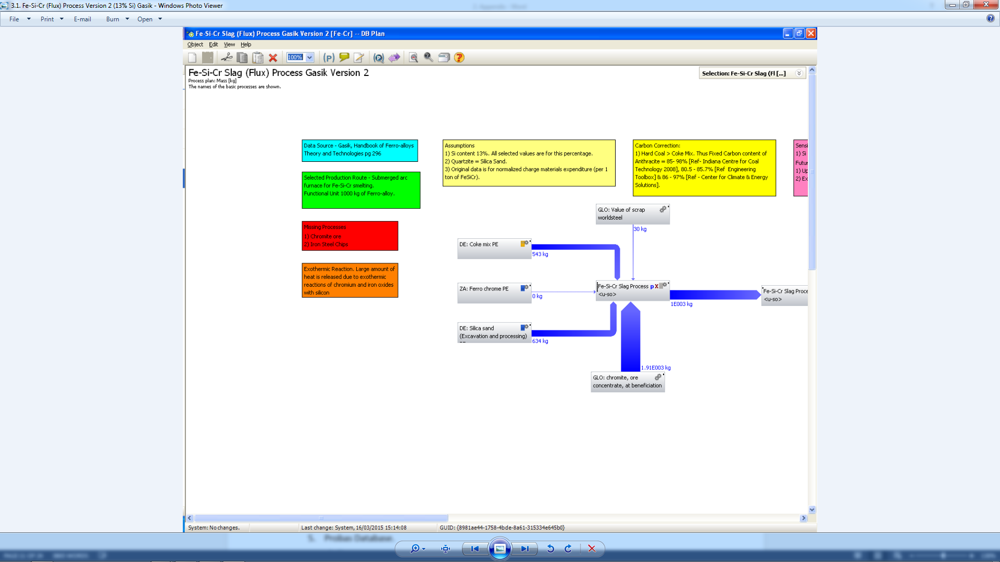 3.1. Fe-Si-Cr (Flux) Process Version 2 (13% Si) Gasik - Windows Photo Viewer
File Print E-mail Burn Open
Fe-Si-Cr Slag (Flux) Process Gasik Version 2 [Fe-Cr] -- DB Plan
Object Edit View Help
100%
Fe-Si-Cr Slag (Flux) Process Gasik Version 2
Process plan: Mass [kg]
The names of the basic processes are shown.
Selection: Fe-Si-Cr Slag (Fl [...]
Data Source - Gasik, Handbook of Ferro-alloys
Theory and Technologies pg 296
Selected Production Route - Submerged arc
furnace for Fe-Si-Cr smelting.
Functional Unit 1000 kg of Ferro-alloy.
Missing Processes
1) Chromite ore
2) Iron Steel Chips
Exothermic Reaction. Large amount of
heat is released due to exothermic
reactions of chromium and iron oxides
with silicon
Assumptions
1) Si content 13%. All selected values are for this percentage.
2) Quartzite = Silica Sand.
3) Original data is for normalized charge materials expenditure (per 1
ton of FeSiCr).
Carbon Correction:
1) Hard Coal > Coke Mix. Thus Fixed Carbon content of
Anthracite = 85- 98% [Ref- Indiana Centre for Coal
Technology 2008], 80.5 - 85.7% [Ref Engineering
Toolbox] & 86 - 97% [Ref - Center for Climate & Energy
Solutions].
Sensi
1) Si
Futur
1) Up
2) Ex
GLO: Value of scrap
worldsteel
30 kg
DE: Coke mix PE
543 kg
ZA: Ferro chrome PE
0 kg
Fe-Si-Cr Slag Process p X
<u-so>
1E003 kg
Fe-Si-Cr Slag Proce
<u-so>
DE: Silica sand
(Excavation and processing)
634 kg
1.91E003 kg
GLO: chromite, ore
concentrate, at beneficiation
System: No changes. Last change: System, 16/03/2015 15:14:08 GUID: {8981ae44-1758-4bde-8a61-315334e645b0}
5. Probas Database.